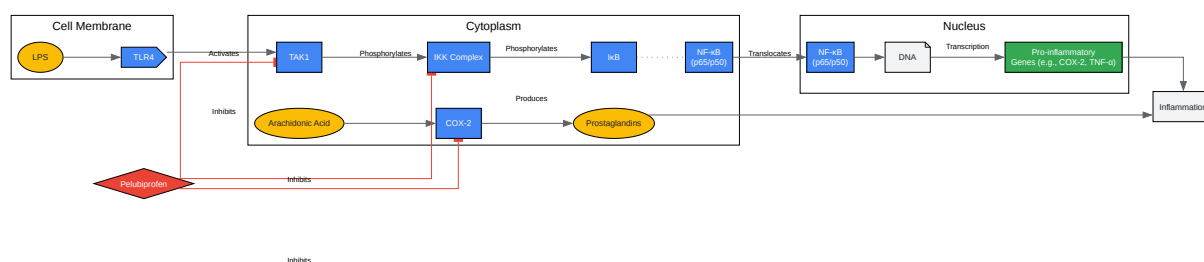 Cell Membrane
Cytoplasm
Nucleus
LPS
TLR4
Activates
TAK1
Phosphorylates
IKK Complex
Phosphorylates
IκB
NF-κB
(p65/p50)
Translocates
NF-κB
(p65/p50)
DNA
Transcription
Pro-inflammatory
Genes (e.g., COX-2, TNF-α)
Inflammation
Inhibits
Arachidonic Acid
COX-2
Produces
Prostaglandins
Pelubiprofen
Inhibits
Inhibits